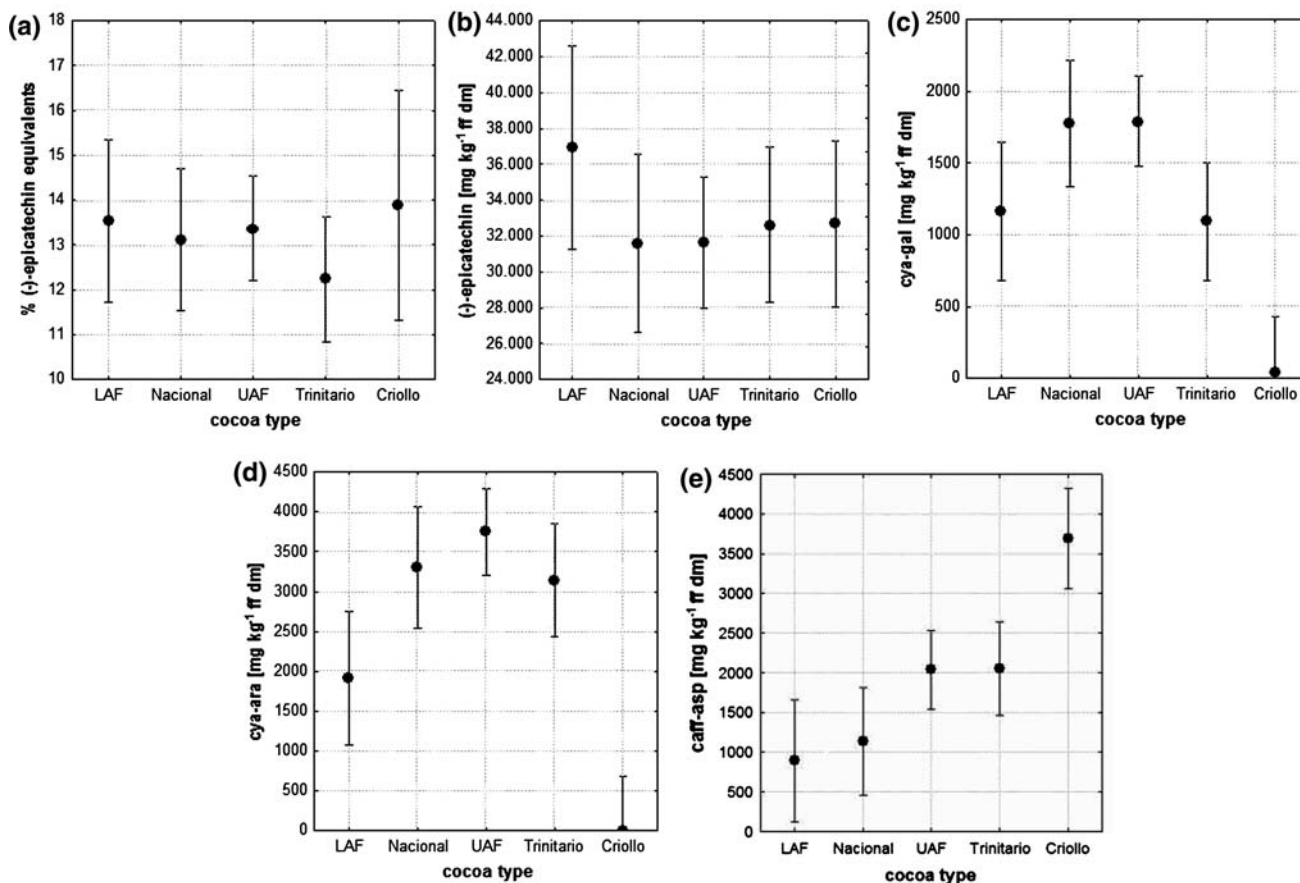 (a)
% (-)-epicatechin equivalents
18
17
16
15
14
13
12
11
10
LAF Nacional UAF Trinitario Criollo
cocoa type
(b)
(-)-epicatechin [mg kg⁻¹ ff dm]
44.000
42.000
40.000
38.000
36.000
34.000
32.000
30.000
28.000
26.000
24.000
LAF Nacional UAF Trinitario Criollo
cocoa type
(c)
cya-gal [mg kg⁻¹ ff dm]
2500
2000
1500
1000
500
0
LAF Nacional UAF Trinitario Criollo
cocoa type
(d)
cya-ara [mg kg⁻¹ ff dm]
4500
4000
3500
3000
2500
2000
1500
1000
500
0
LAF Nacional UAF Trinitario Criollo
cocoa type
(e)
caff-asp [mg kg⁻¹ ff dm]
4500
4000
3500
3000
2500
2000
1500
1000
500
0
LAF Nacional UAF Trinitario Criollo
cocoa type